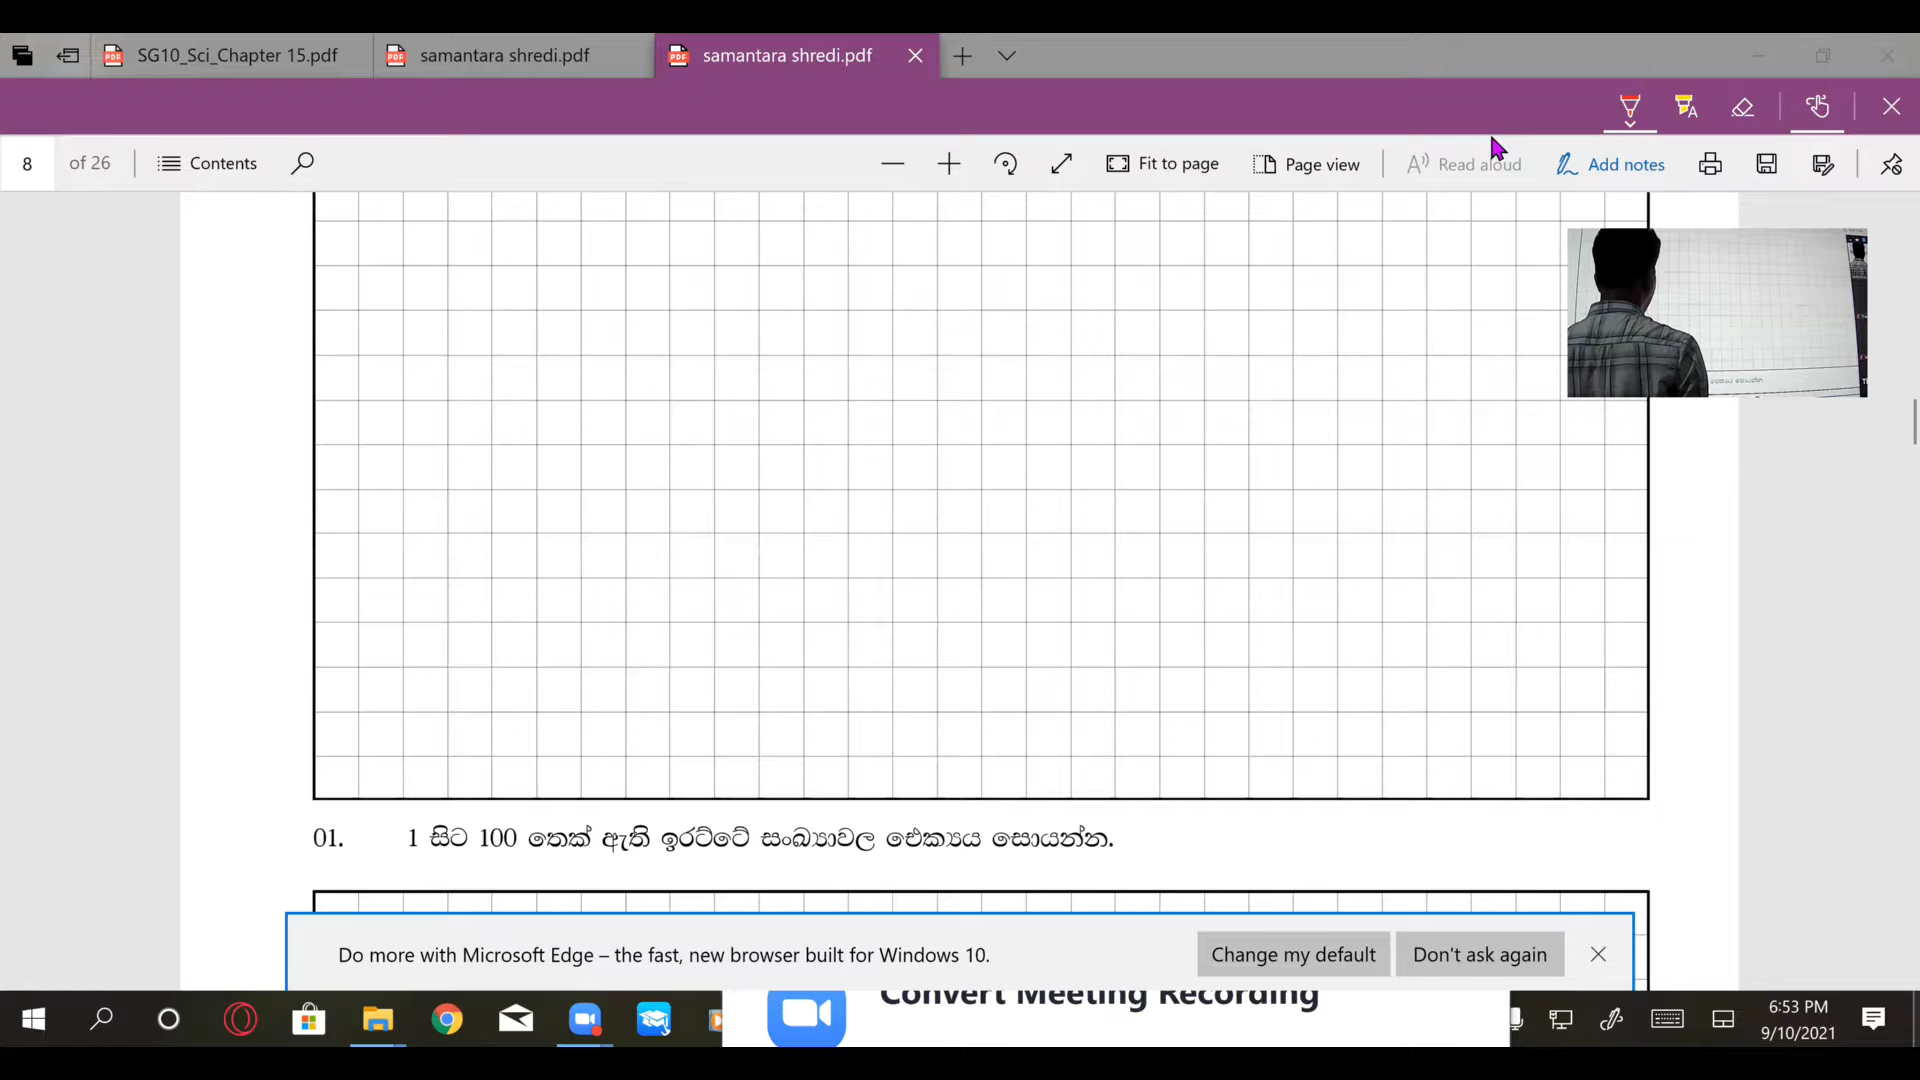 SG10_Sci_Chapter 15.pdf
samantara shredi.pdf
samantara shredi.pdf
8 of 26
Contents
Fit to page
Page view
Read aloud
Add notes
01. 1 සිට 100 තෙක් ඇති ඉරට්ටේ සංඛ්‍යාවල ඓක්‍යය සොයන්න.
Do more with Microsoft Edge – the fast, new browser built for Windows 10.
Change my default
Don't ask again
Convert Meeting Recording
6:53 PM
9/10/2021